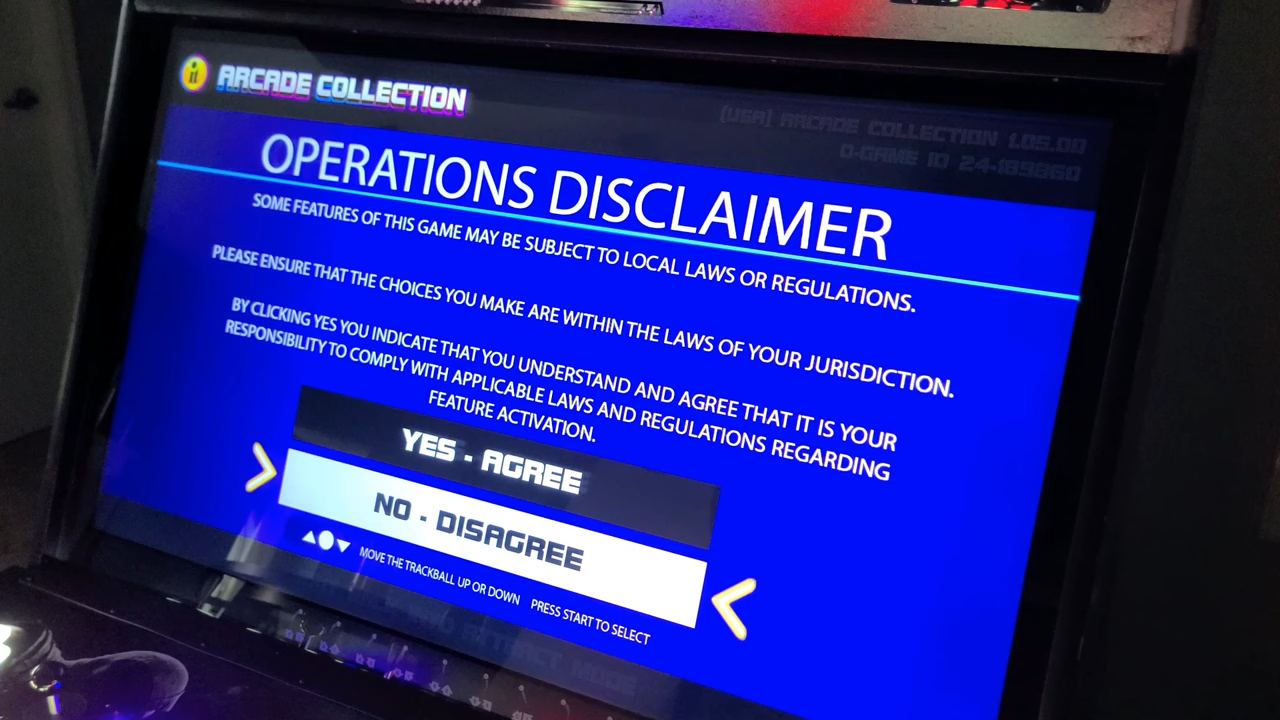 it ARCADE COLLECTION
(USA) ARCADE COLLECTION 1.05.00
OPERATIONS DISCLAIMER
SOME FEATURES OF THIS GAME MAY BE SUBJECT TO LOCAL LAWS OR REGULATIONS.
PLEASE ENSURE THAT THE CHOICES YOU MAKE ARE WITHIN THE LAWS OF YOUR JURISDICTION.
BY CLICKING YES YOU INDICATE THAT YOU UNDERSTAND AND AGREE THAT IT IS YOUR
RESPONSIBILITY TO COMPLY WITH APPLICABLE LAWS AND REGULATIONS REGARDING
FEATURE ACTIVATION.
YES - AGREE
NO - DISAGREE
MOVE THE TRACKBALL UP OR DOWN PRESS START TO SELECT